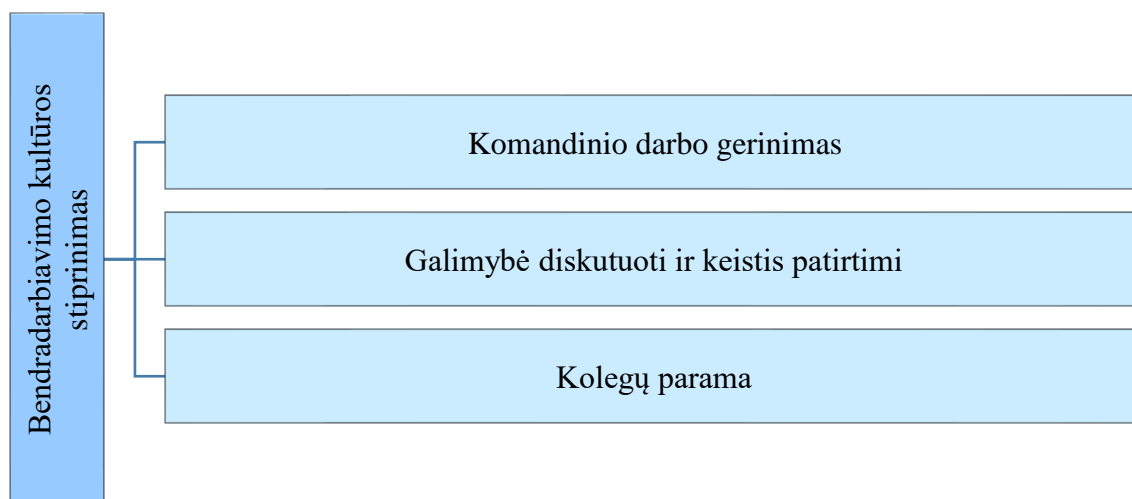 Bendradarbiavimo kultūros
stiprinimas
Komandinio darbo gerinimas
Galimybė diskutuoti ir keistis patirtimi
Kolegų parama